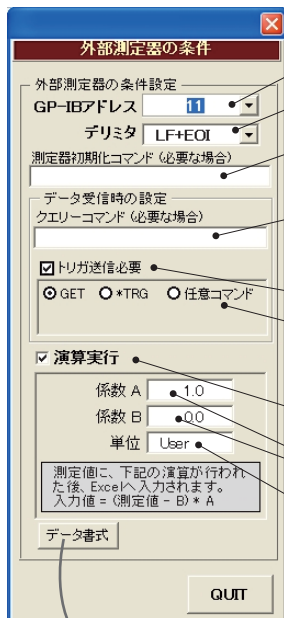 外部測定器の条件
外部測定器の条件設定
GP-IBアドレス 11
デリミタ LF+EOI
測定器初期化コマンド (必要な場合)
データ受信時の設定
クエリーコマンド (必要な場合)
トリガ送信必要
GET *TRG 任意コマンド
演算実行
係数 A 1.0
係数 B 0.0
単位 User
測定値に、下記の演算が行われ
た後、Excelへ入力されます。
入力値 = (測定値 - B) * A
データ書式
QUIT